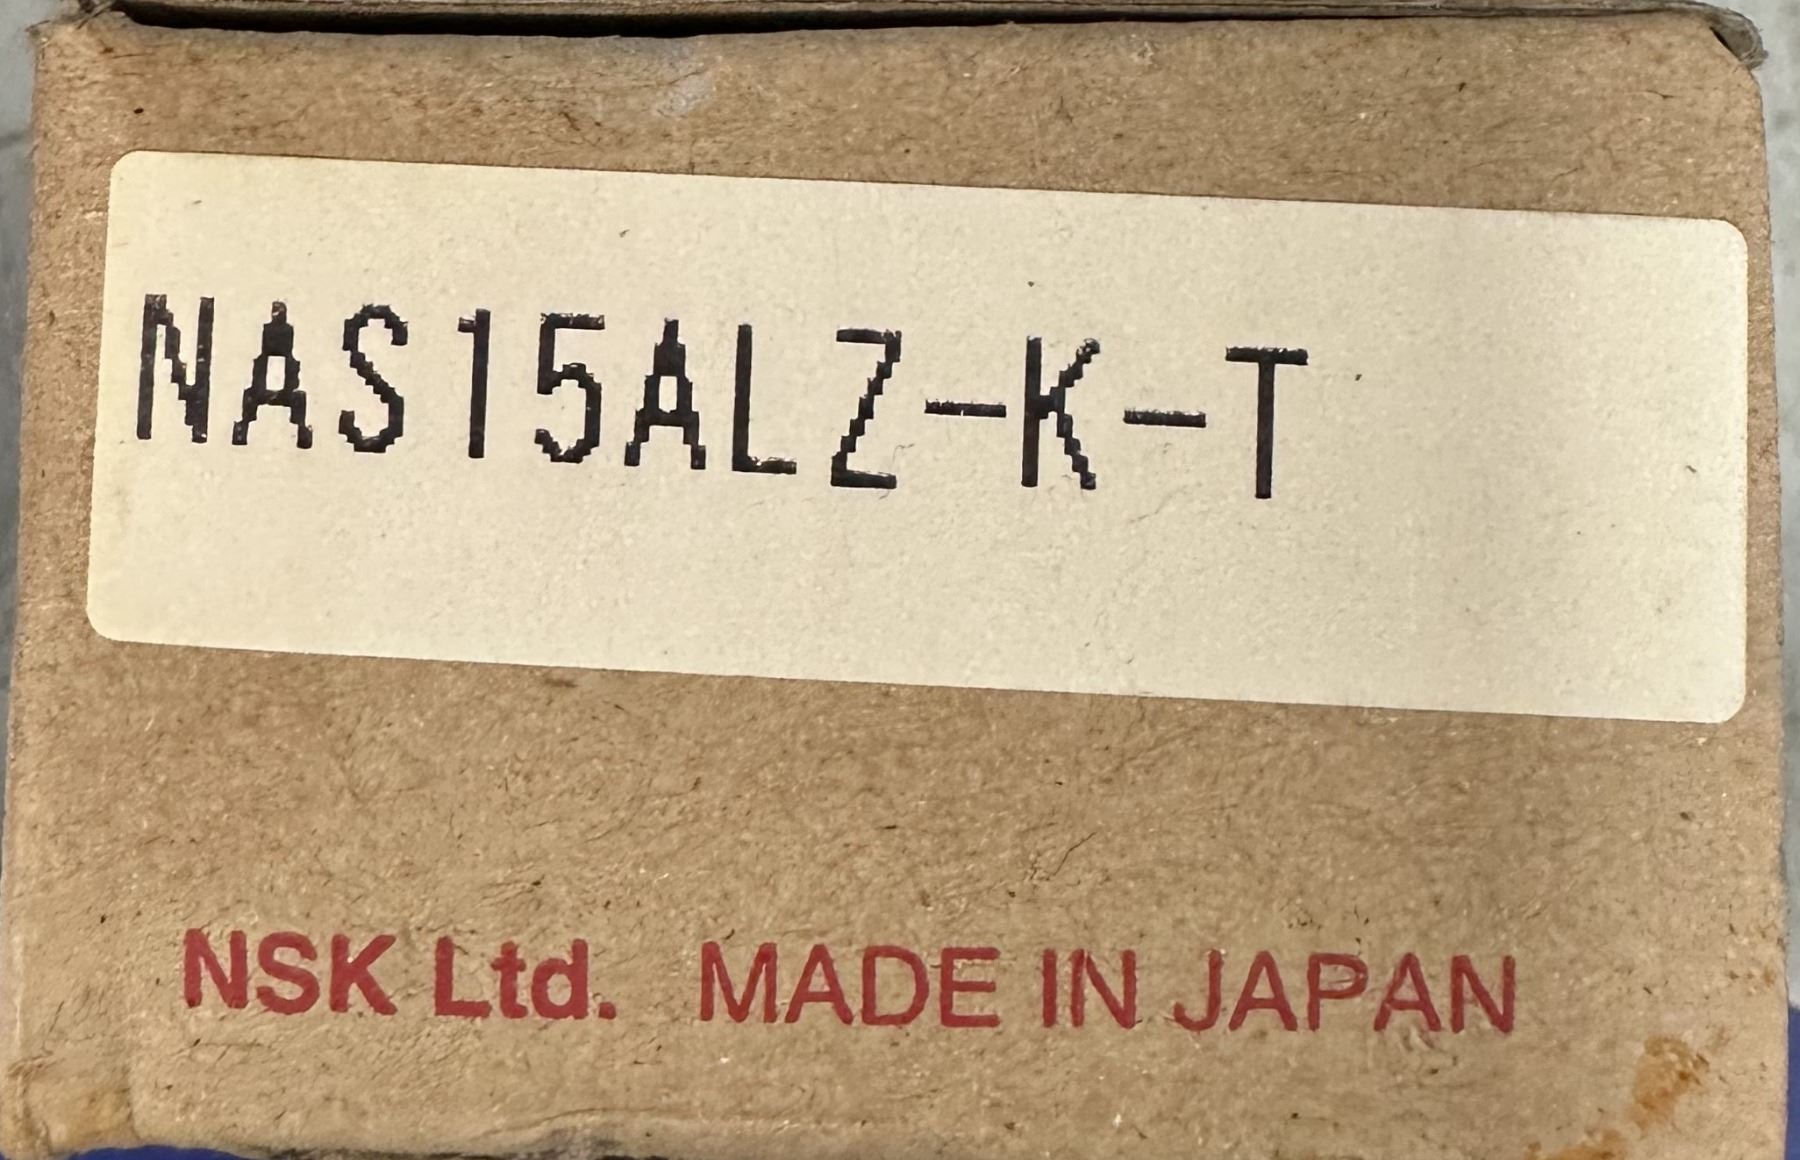 NAS15ALZ-K-T
NSK Ltd. MADE IN JAPAN